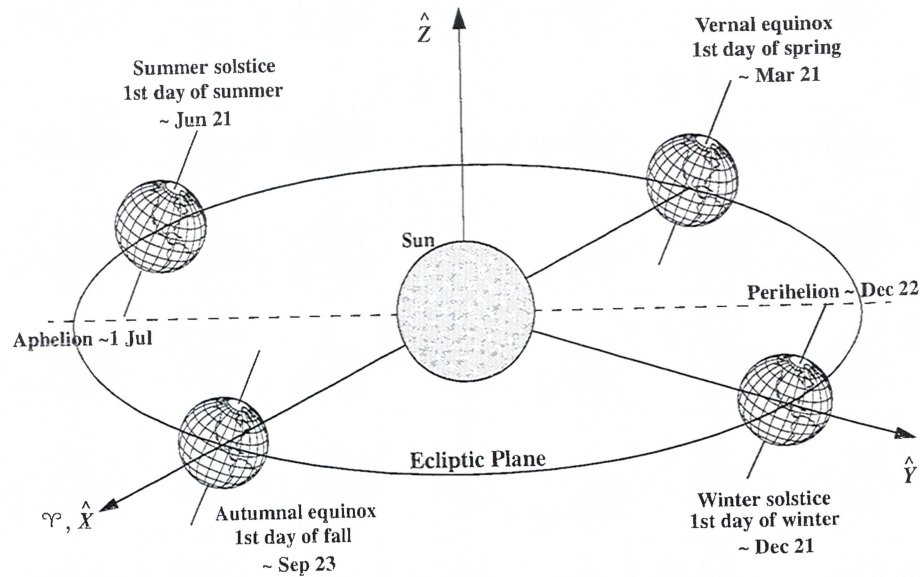 Ẑ
Vernal equinox
1st day of spring
~ Mar 21
Summer solstice
1st day of summer
~ Jun 21
Sun
Perihelion ~ Dec 22
Aphelion ~1 Jul
Ecliptic Plane
Ŷ
♈, X̂
Autumnal equinox
1st day of fall
~ Sep 23
Winter solstice
1st day of winter
~ Dec 21